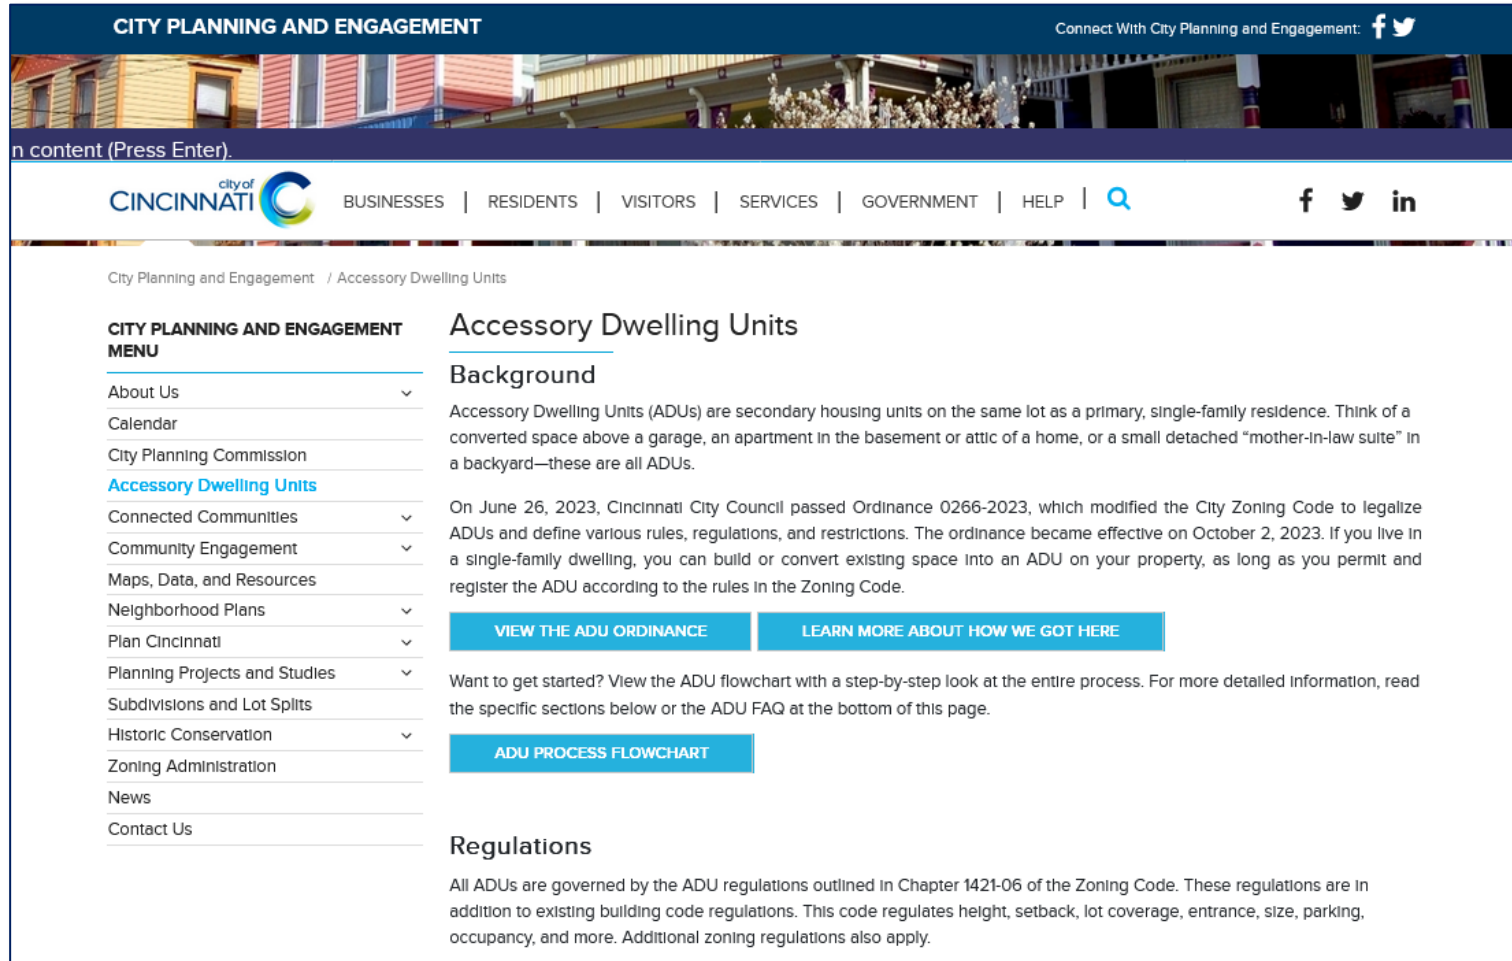 CITY PLANNING AND ENGAGEMENT
Connect With City Planning and Engagement:
n content (Press Enter).
city of
CINCINNATI
BUSINESSES | RESIDENTS | VISITORS | SERVICES | GOVERNMENT | HELP |
City Planning and Engagement / Accessory Dwelling Units
CITY PLANNING AND ENGAGEMENT
MENU
About Us
Calendar
City Planning Commission
Accessory Dwelling Units
Connected Communities
Community Engagement
Maps, Data, and Resources
Neighborhood Plans
Plan Cincinnati
Planning Projects and Studies
Subdivisions and Lot Splits
Historic Conservation
Zoning Administration
News
Contact Us
Accessory Dwelling Units
Background
Accessory Dwelling Units (ADUs) are secondary housing units on the same lot as a primary, single-family residence. Think of a
converted space above a garage, an apartment in the basement or attic of a home, or a small detached “mother-in-law suite” in
a backyard—these are all ADUs.
On June 26, 2023, Cincinnati City Council passed Ordinance 0266-2023, which modified the City Zoning Code to legalize
ADUs and define various rules, regulations, and restrictions. The ordinance became effective on October 2, 2023. If you live in
a single-family dwelling, you can build or convert existing space into an ADU on your property, as long as you permit and
register the ADU according to the rules in the Zoning Code.
VIEW THE ADU ORDINANCE
LEARN MORE ABOUT HOW WE GOT HERE
Want to get started? View the ADU flowchart with a step-by-step look at the entire process. For more detailed information, read
the specific sections below or the ADU FAQ at the bottom of this page.
ADU PROCESS FLOWCHART
Regulations
All ADUs are governed by the ADU regulations outlined in Chapter 1421-06 of the Zoning Code. These regulations are in
addition to existing building code regulations. This code regulates height, setback, lot coverage, entrance, size, parking,
occupancy, and more. Additional zoning regulations also apply.